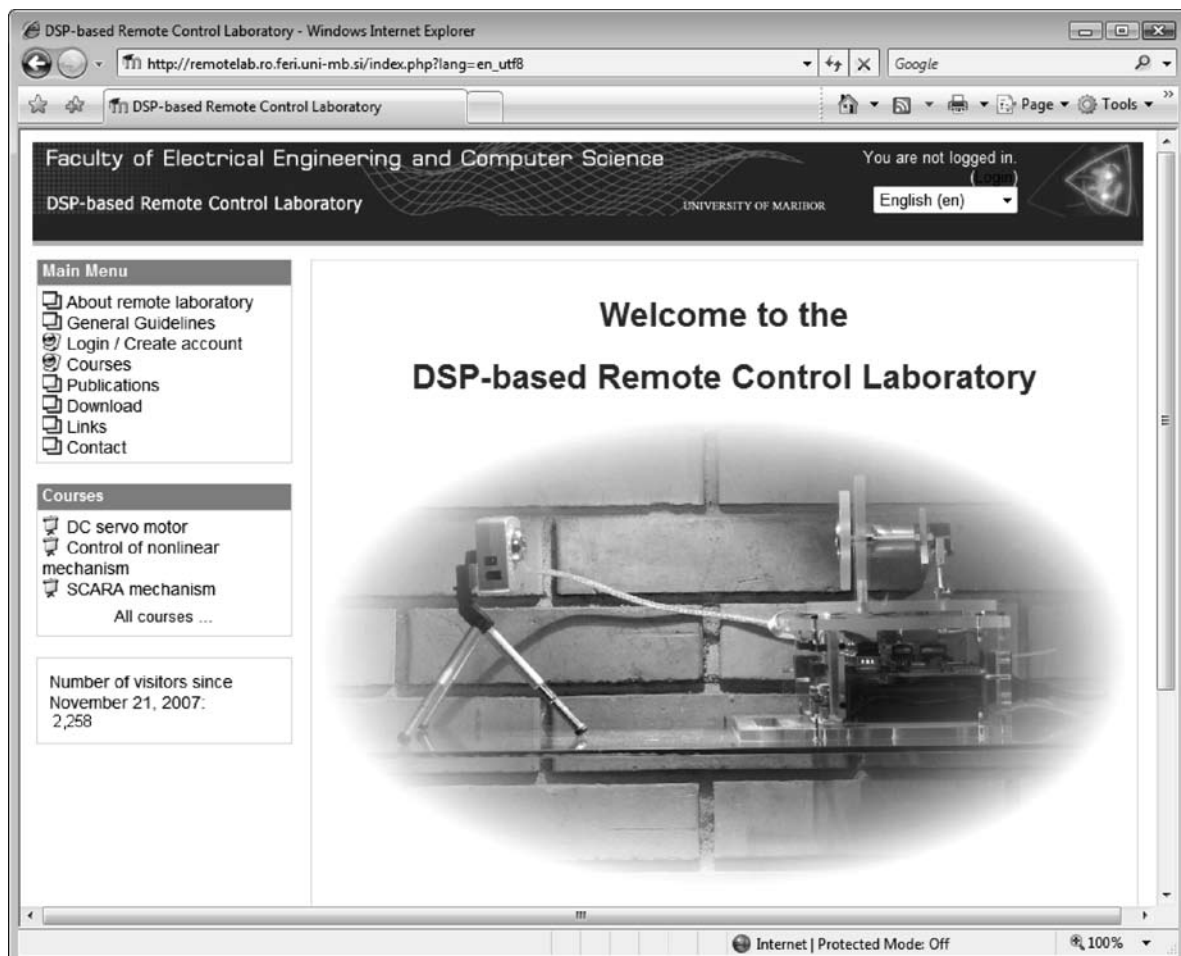 DSP-based Remote Control Laboratory - Windows Internet Explorer
http://remotelab.ro.feri.uni-mb.si/index.php?lang=en_utf8
Google
DSP-based Remote Control Laboratory
Page
Tools
Faculty of Electrical Engineering and Computer Science
You are not logged in.
(Login)
DSP-based Remote Control Laboratory
UNIVERSITY OF MARIBOR
English (en)
Main Menu
About remote laboratory
General Guidelines
Login / Create account
Courses
Publications
Download
Links
Contact
Courses
DC servo motor
Control of nonlinear
mechanism
SCARA mechanism
All courses ...
Number of visitors since
November 21, 2007:
2,258
Welcome to the
DSP-based Remote Control Laboratory
Internet | Protected Mode: Off
100%